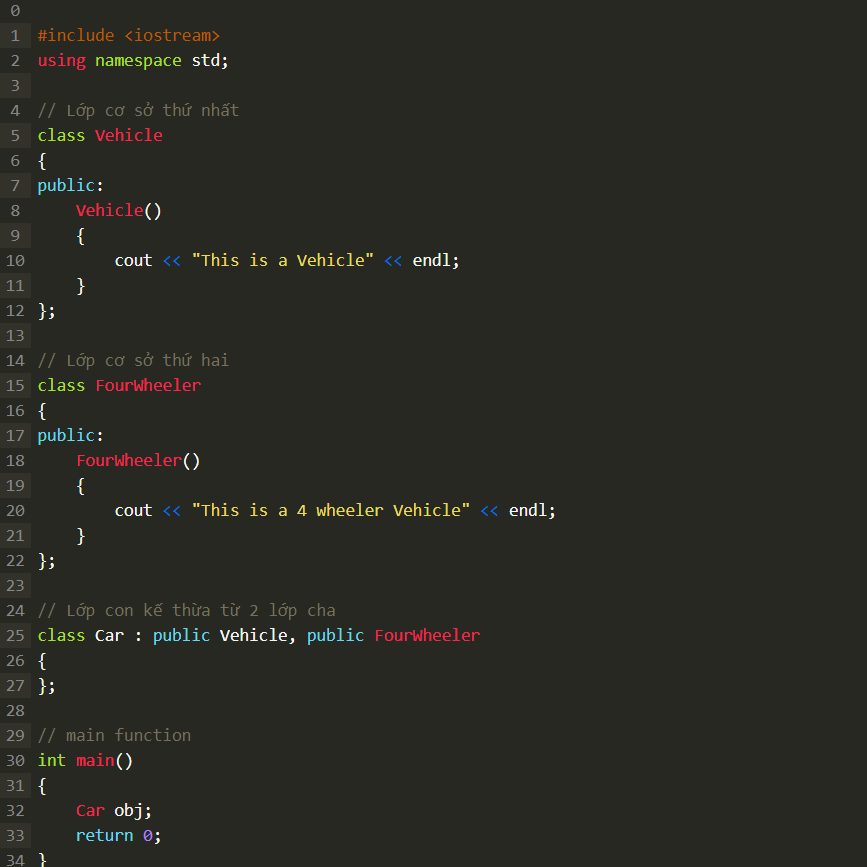 0
1 #include <iostream>
2 using namespace std;
3
4 // Lớp cơ sở thứ nhất
5 class Vehicle
6 {
7 public:
8     Vehicle()
9     {
10         cout << "This is a Vehicle" << endl;
11     }
12 };
13
14 // Lớp cơ sở thứ hai
15 class FourWheeler
16 {
17 public:
18     FourWheeler()
19     {
20         cout << "This is a 4 wheeler Vehicle" << endl;
21     }
22 };
23
24 // Lớp con kế thừa từ 2 lớp cha
25 class Car : public Vehicle, public FourWheeler
26 {
27 };
28
29 // main function
30 int main()
31 {
32     Car obj;
33     return 0;
34 }